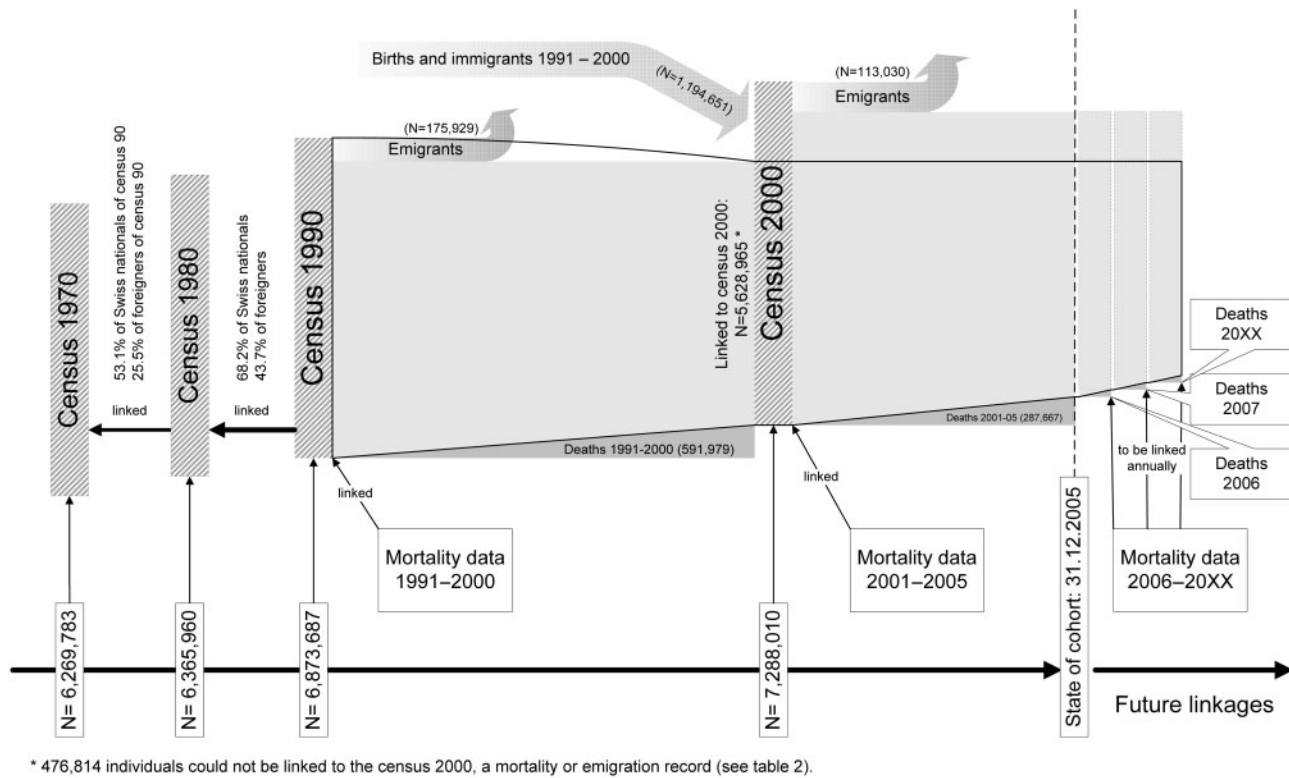 Births and immigrants 1991 – 2000
(N=1,194,651)
(N=113,030)
Emigrants
(N=175,929)
Emigrants
Census 1970
53.1% of Swiss nationals of census 90
25.5% of foreigners of census 90
linked
Census 1980
68.2% of Swiss nationals
43.7% of foreigners
linked
Census 1990
Linked to census 2000:
N=5,628,965 *
Census 2000
Deaths 1991-2000 (591,979)
Deaths 2001-05 (287,667)
linked
linked
to be linked
annually
Deaths
20XX
Deaths
2007
Deaths
2006
Mortality data
1991–2000
Mortality data
2001–2005
Mortality data
2006–20XX
N= 6,269,783
N= 6,365,960
N= 6,873,687
N= 7,288,010
State of cohort: 31.12.2005
Future linkages
* 476,814 individuals could not be linked to the census 2000, a mortality or emigration record (see table 2).